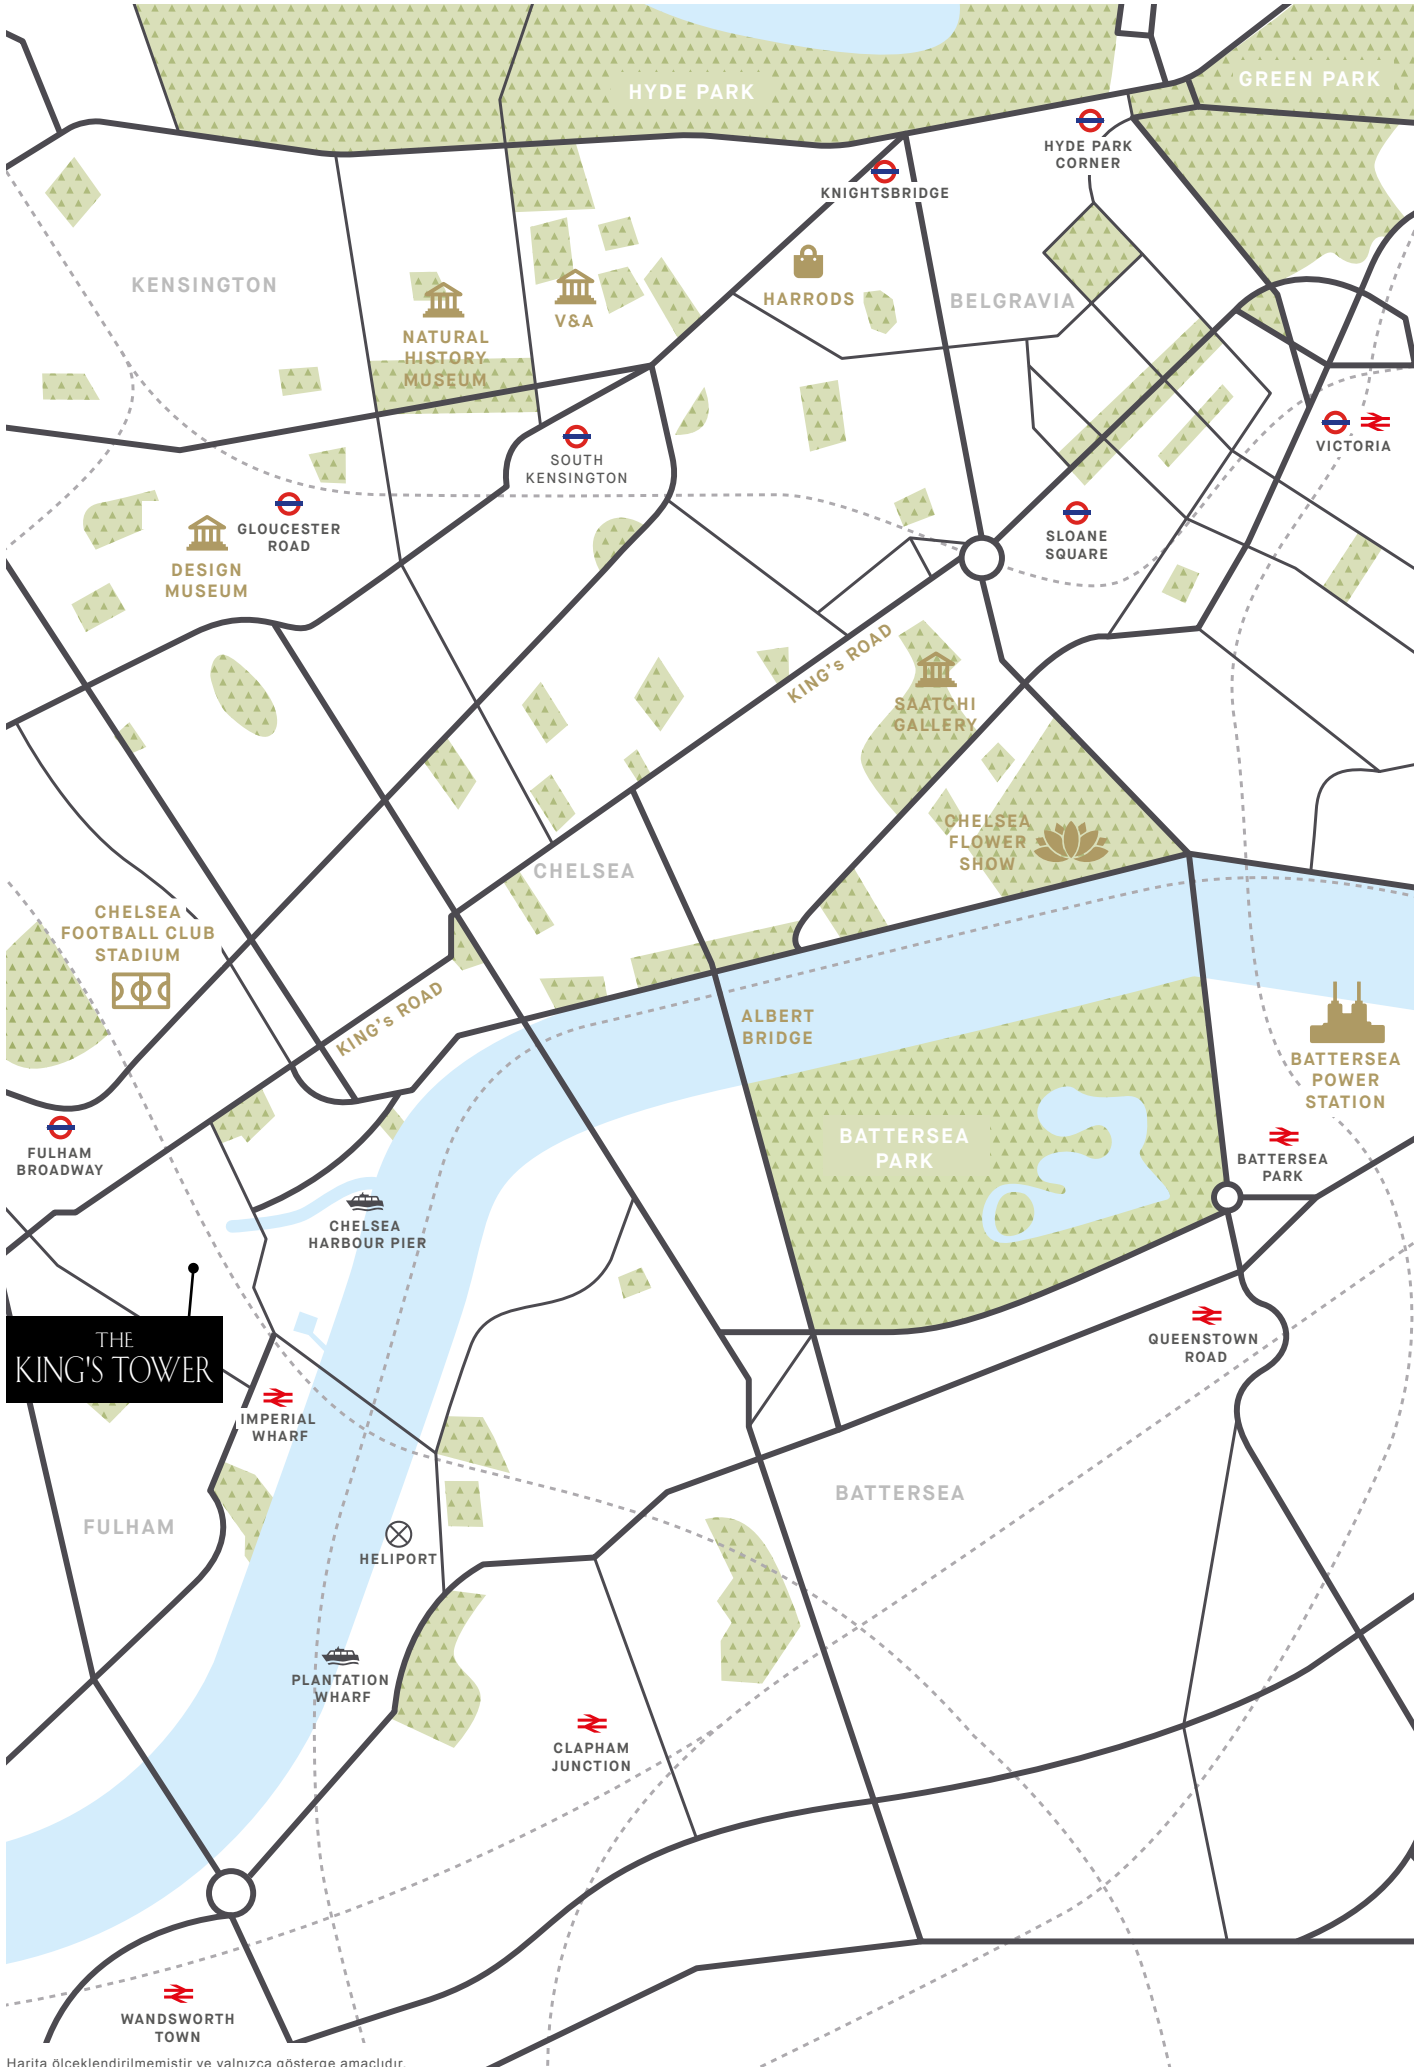 HYDE PARK
GREEN PARK
HYDE PARK
CORNER
KNIGHTSBRIDGE
KENSINGTON
HARRODS
BELGRAVIA
V&A
NATURAL
HISTORY
MUSEUM
VICTORIA
SOUTH
KENSINGTON
GLOUCESTER
ROAD
SLOANE
SQUARE
DESIGN
MUSEUM
KING's ROAD
SAATCHI
GALLERY
CHELSEA
FLOWER
SHOW
CHELSEA
CHELSEA
FOOTBALL CLUB
STADIUM
KING's ROAD
ALBERT
BRIDGE
BATTERSEA
POWER
STATION
FULHAM
BROADWAY
BATTERSEA
PARK
BATTERSEA
PARK
CHELSEA
HARBOUR PIER
THE
KING'S TOWER
QUEENSTOWN
ROAD
IMPERIAL
WHARF
BATTERSEA
FULHAM
HELIPORT
PLANTATION
WHARF
CLAPHAM
JUNCTION
WANDSWORTH
TOWN
Harita ölçeklendirilmemiştir ve yalnızca gösterge amaçlıdır.